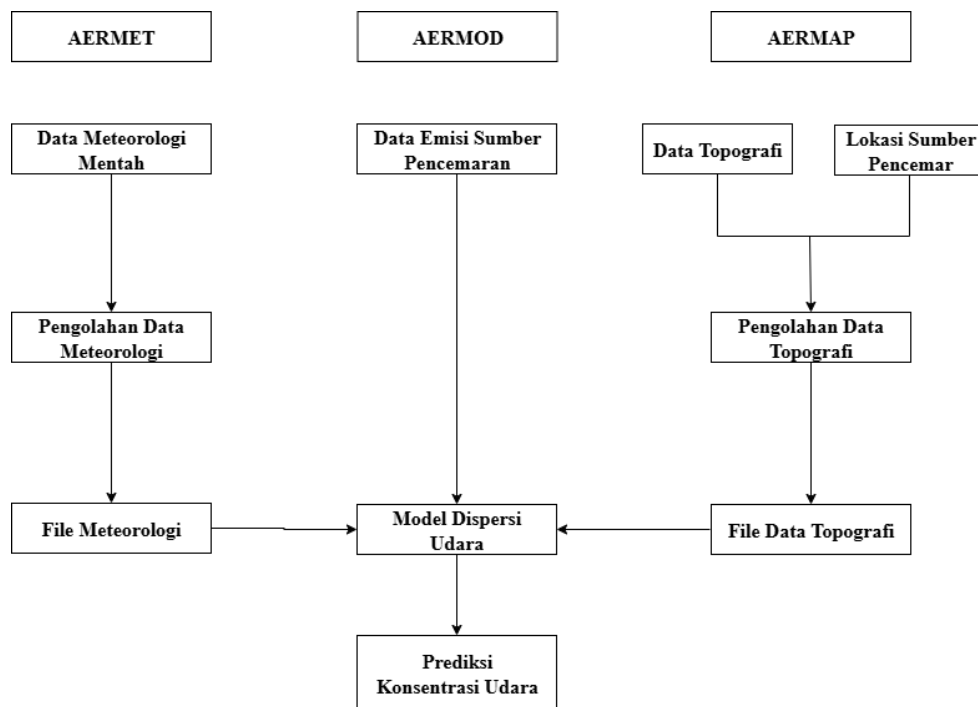 AERMET
AERMOD
AERMAP
Data Meteorologi
Mentah
Data Emisi Sumber
Pencemaran
Data Topografi
Lokasi Sumber
Pencemar
Pengolahan Data
Meteorologi
Pengolahan Data
Topografi
File Meteorologi
Model Dispersi
Udara
File Data Topografi
Prediksi
Konsentrasi Udara